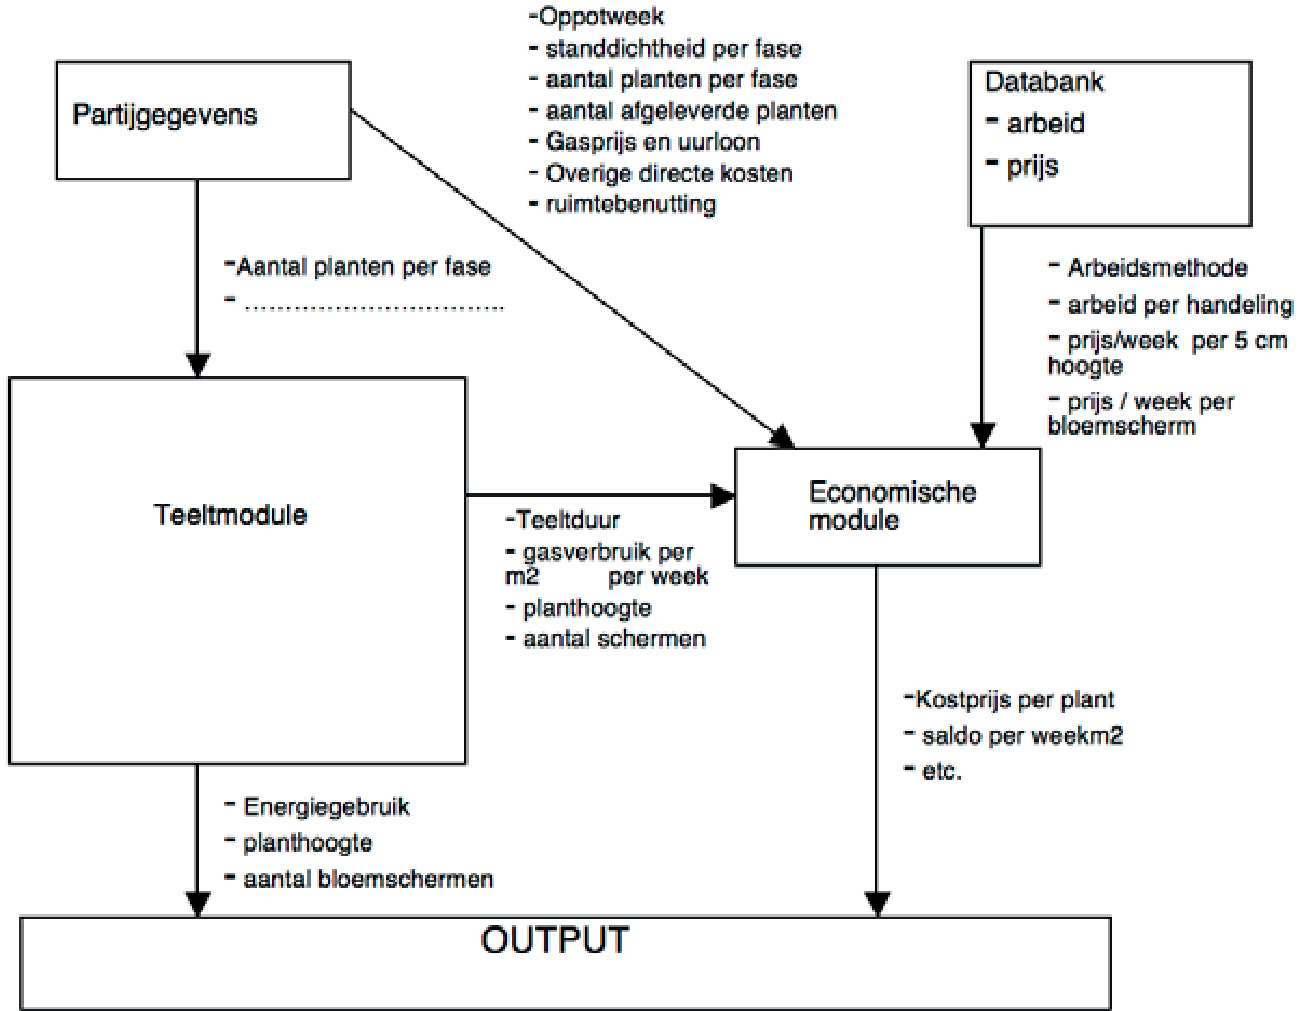 -Oppotweek
- standdichtheid per fase
- aantal planten per fase
- aantal afgeleverde planten
- Gasprijs en uurloon
- Overige directe kosten
- ruimtebenutting
Partijgegevens
Databank
- arbeid
- prijs
-Aantal planten per fase
- ................................
- Arbeidsmethode
- arbeid per handeling
- prijs/week per 5 cm
hoogte
- prijs / week per
bloemscherm
Teeltmodule
Economische
module
-Teeltduur
- gasverbruik per
m2 per week
- planthoogte
- aantal schermen
-Kostprijs per plant
- saldo per weekm2
- etc.
- Energiegebruik
- planthoogte
- aantal bloemschermen
OUTPUT